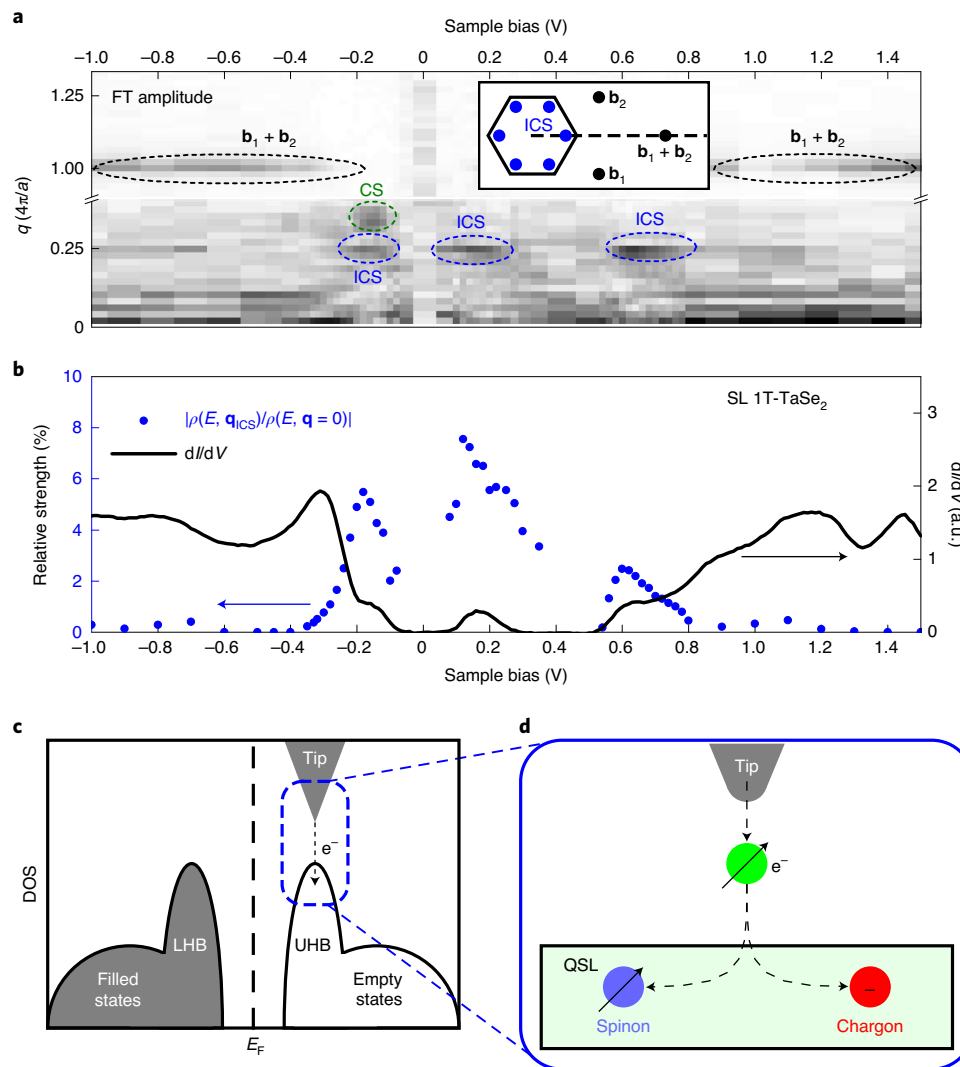 a
Sample bias (V)
−1.0 −0.8 −0.6 −0.4 −0.2 0 0.2 0.4 0.6 0.8 1.0 1.2 1.4
FT amplitude
1.25
1.00
0.25
0
q (4π/a)
b₁ + b₂
CS
ICS
ICS
ICS
b₁ + b₂
ICS
b₂
b₁ + b₂
b₁
b
10
8
6
4
2
0
Relative strength (%)
|ρ(E, q_ICS)/ρ(E, q = 0)|
dI/dV
SL 1T-TaSe₂
3
2
1
0
dI/dV (a.u.)
−1.0 −0.8 −0.6 −0.4 −0.2 0 0.2 0.4 0.6 0.8 1.0 1.2 1.4
Sample bias (V)
c
DOS
Tip
e⁻
LHB
UHB
Filled
states
Empty
states
E_F
d
Tip
e⁻
QSL
−
Spinon
Chargon